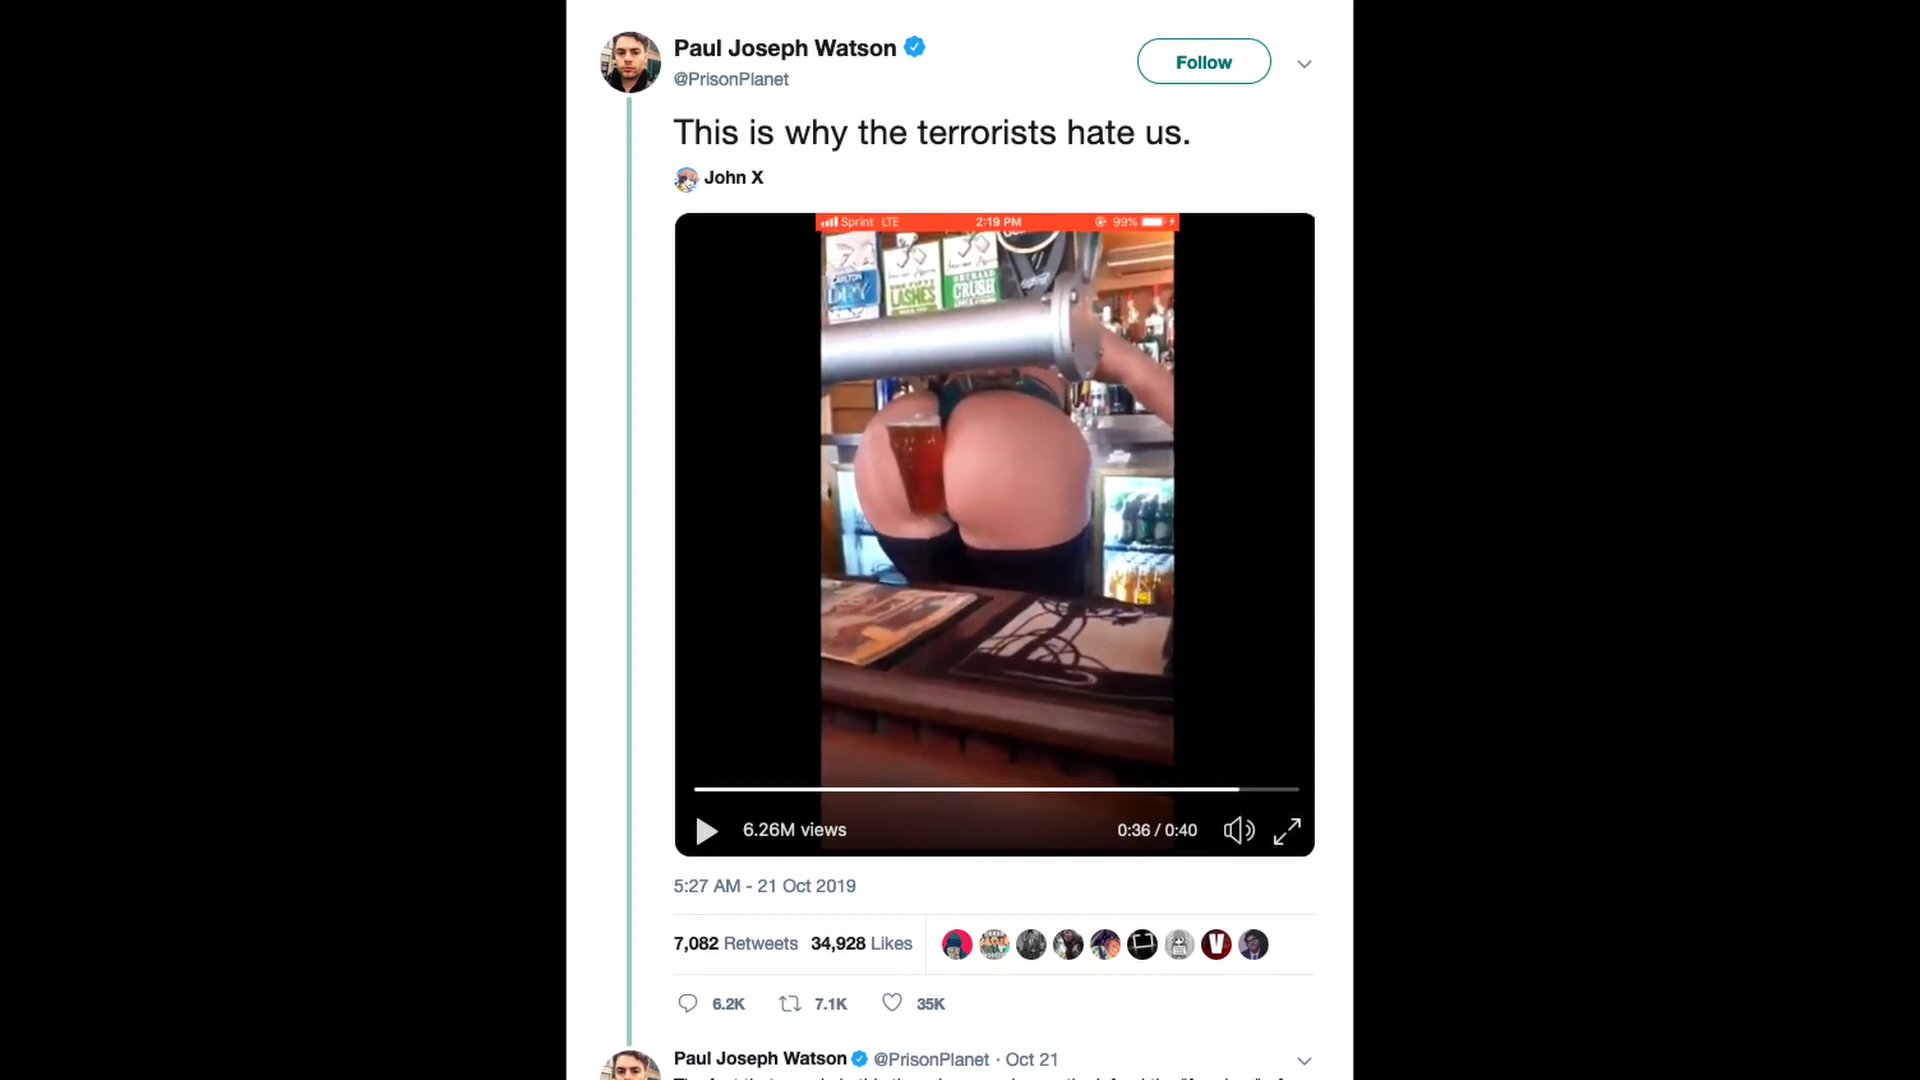 Paul Joseph Watson
@PrisonPlanet
Follow
This is why the terrorists hate us.
John X
Sprint LTE 2:19 PM 99%
CARLTON
DRY
LASHES
ORCHARD
CRUSH
6.26M views 0:36 / 0:40
5:27 AM - 21 Oct 2019
7,082 Retweets 34,928 Likes
V
6.2K 7.1K 35K
Paul Joseph Watson @PrisonPlanet · Oct 21